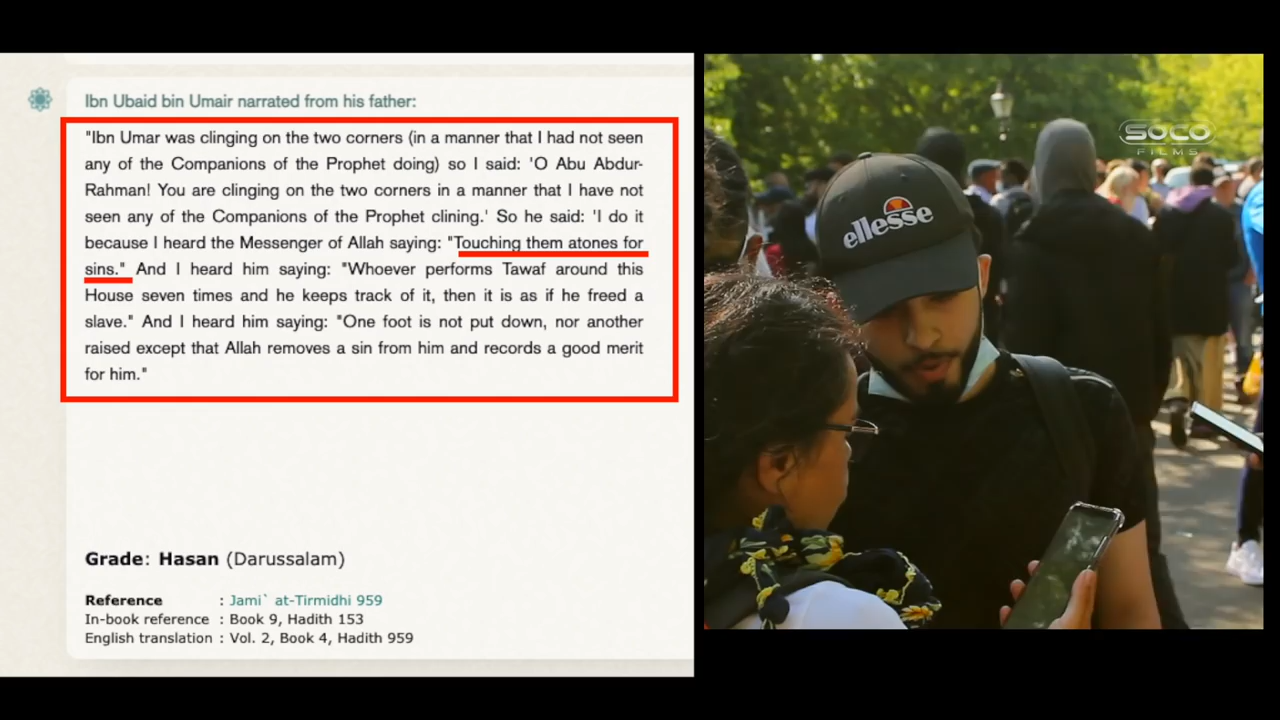 Ibn Ubaid bin Umair narrated from his father:
"Ibn Umar was clinging on the two corners (in a manner that I had not seen
any of the Companions of the Prophet doing) so I said: 'O Abu Abdur-
Rahman! You are clinging on the two corners in a manner that I have not
seen any of the Companions of the Prophet clining.' So he said: 'I do it
because I heard the Messenger of Allah saying: "Touching them atones for
sins." And I heard him saying: "Whoever performs Tawaf around this
House seven times and he keeps track of it, then it is as if he freed a
slave." And I heard him saying: "One foot is not put down, nor another
raised except that Allah removes a sin from him and records a good merit
for him."
Grade: Hasan (Darussalam)
Reference : Jami` at-Tirmidhi 959
In-book reference : Book 9, Hadith 153
English translation : Vol. 2, Book 4, Hadith 959
SOCO
FILMS
ellesse